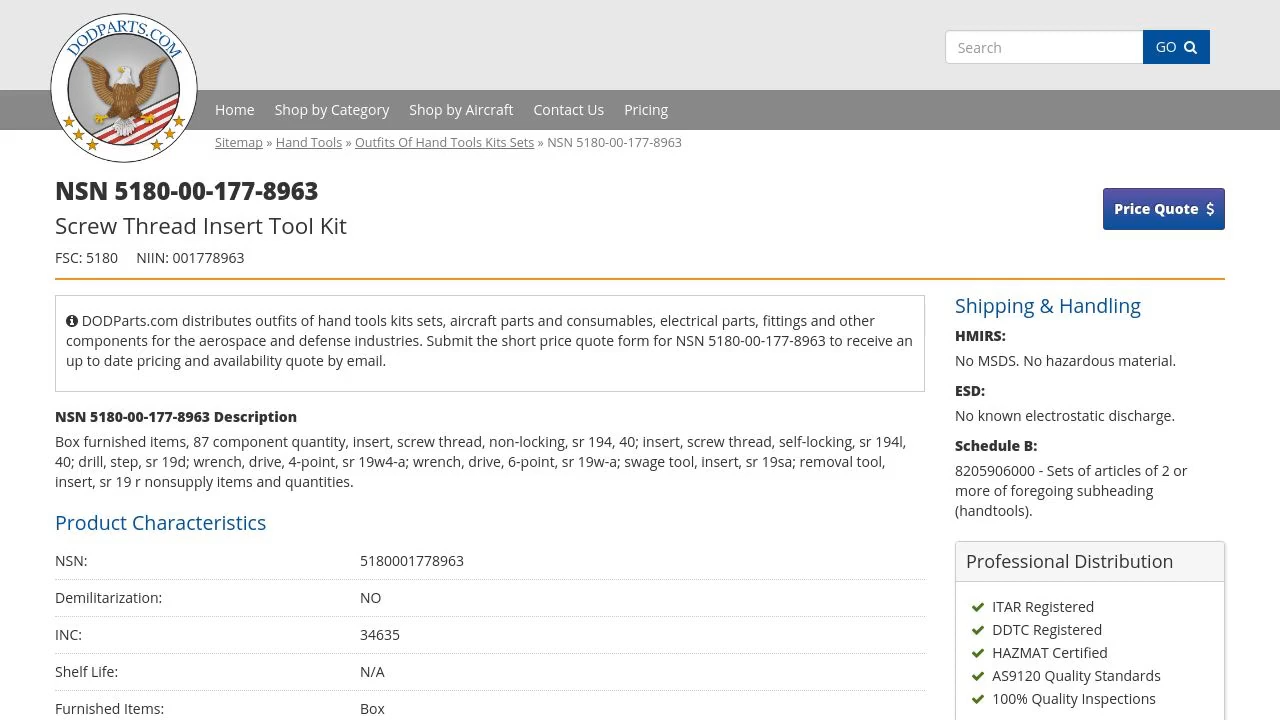 DODPARTS.COM
Search
GO
Home Shop by Category Shop by Aircraft Contact Us Pricing
Sitemap » Hand Tools » Outfits Of Hand Tools Kits Sets » NSN 5180-00-177-8963
NSN 5180-00-177-8963
Screw Thread Insert Tool Kit
FSC: 5180 NIIN: 001778963
Price Quote $
DODParts.com distributes outfits of hand tools kits sets, aircraft parts and consumables, electrical parts, fittings and other
components for the aerospace and defense industries. Submit the short price quote form for NSN 5180-00-177-8963 to receive an
up to date pricing and availability quote by email.
NSN 5180-00-177-8963 Description
Box furnished items, 87 component quantity, insert, screw thread, non-locking, sr 194, 40; insert, screw thread, self-locking, sr 194l,
40; drill, step, sr 19d; wrench, drive, 4-point, sr 19w4-a; wrench, drive, 6-point, sr 19w-a; swage tool, insert, sr 19sa; removal tool,
insert, sr 19 r nonsupply items and quantities.
Product Characteristics
NSN: 5180001778963
Demilitarization: NO
INC: 34635
Shelf Life: N/A
Furnished Items: Box
Shipping & Handling
HMIRS:
No MSDS. No hazardous material.
ESD:
No known electrostatic discharge.
Schedule B:
8205906000 - Sets of articles of 2 or
more of foregoing subheading
(handtools).
Professional Distribution
ITAR Registered
DDTC Registered
HAZMAT Certified
AS9120 Quality Standards
100% Quality Inspections